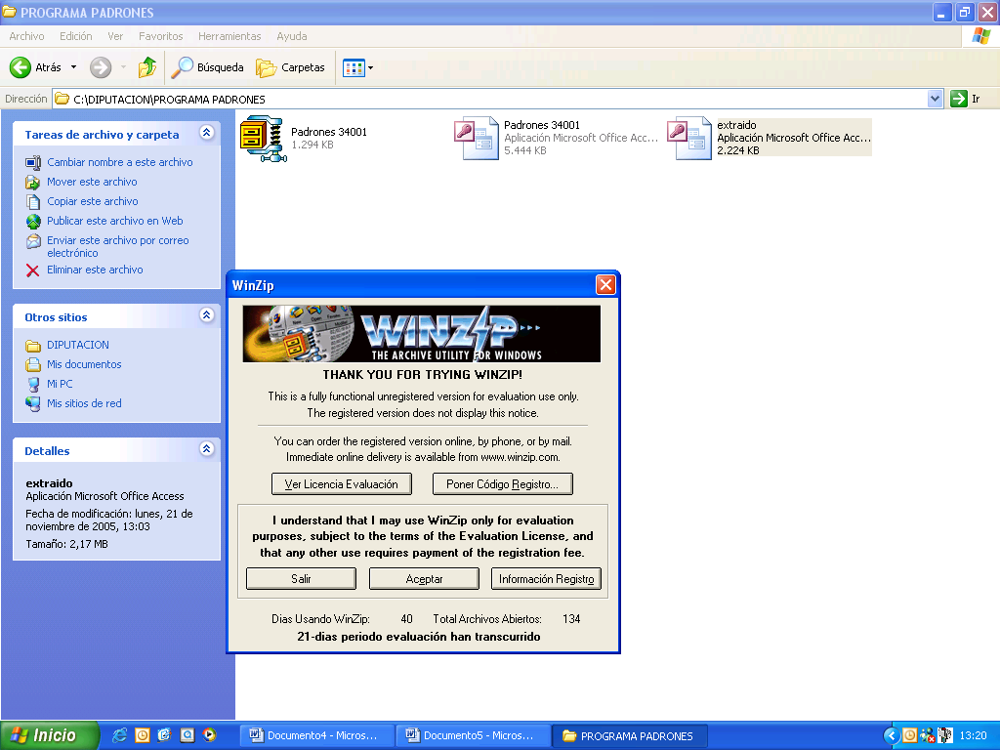 PROGRAMA PADRONES
Archivo Edición Ver Favoritos Herramientas Ayuda
Atrás Búsqueda Carpetas
Dirección C:\DIPUTACION\PROGRAMA PADRONES Ir
Tareas de archivo y carpeta
Cambiar nombre a este archivo
Mover este archivo
Copiar este archivo
Publicar este archivo en Web
Enviar este archivo por correo
electrónico
Eliminar este archivo
Otros sitios
DIPUTACION
Mis documentos
Mi PC
Mis sitios de red
Detalles
extraido
Aplicación Microsoft Office Access
Fecha de modificación: lunes, 21 de
noviembre de 2005, 13:03
Tamaño: 2,17 MB
Padrones 34001
1.294 KB
Padrones 34001
Aplicación Microsoft Office Acc...
5.444 KB
extraido
Aplicación Microsoft Office Acc...
2.224 KB
WinZip
WINZIP
THE ARCHIVE UTILITY FOR WINDOWS
THANK YOU FOR TRYING WINZIP!
This is a fully functional unregistered version for evaluation use only.
The registered version does not display this notice.
You can order the registered version online, by phone, or by mail.
Immediate online delivery is available from www.winzip.com.
Ver Licencia Evaluación Poner Código Registro...
I understand that I may use WinZip only for evaluation
purposes, subject to the terms of the Evaluation License, and
that any other use requires payment of the registration fee.
Salir Aceptar Información Registro
Dias Usando WinZip: 40 Total Archivos Abiertos: 134
21-dias periodo evaluación han transcurrido
Inicio Documento4 - Micros... Documento5 - Micros... PROGRAMA PADRONES 13:20